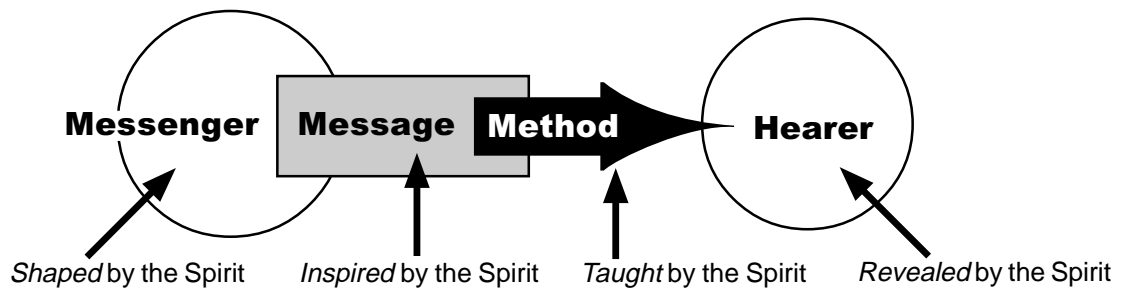 Messenger Message Method Hearer
Shaped by the Spirit Inspired by the Spirit Taught by the Spirit Revealed by the Spirit